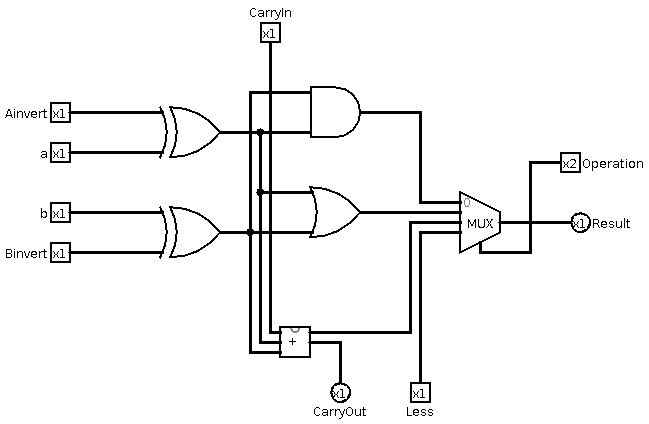 CarryIn
x1
Ainvert x1
a x1
x2 Operation
b x1
0
MUX
x1 Result
Binvert x1
+
x1 x1
CarryOut Less